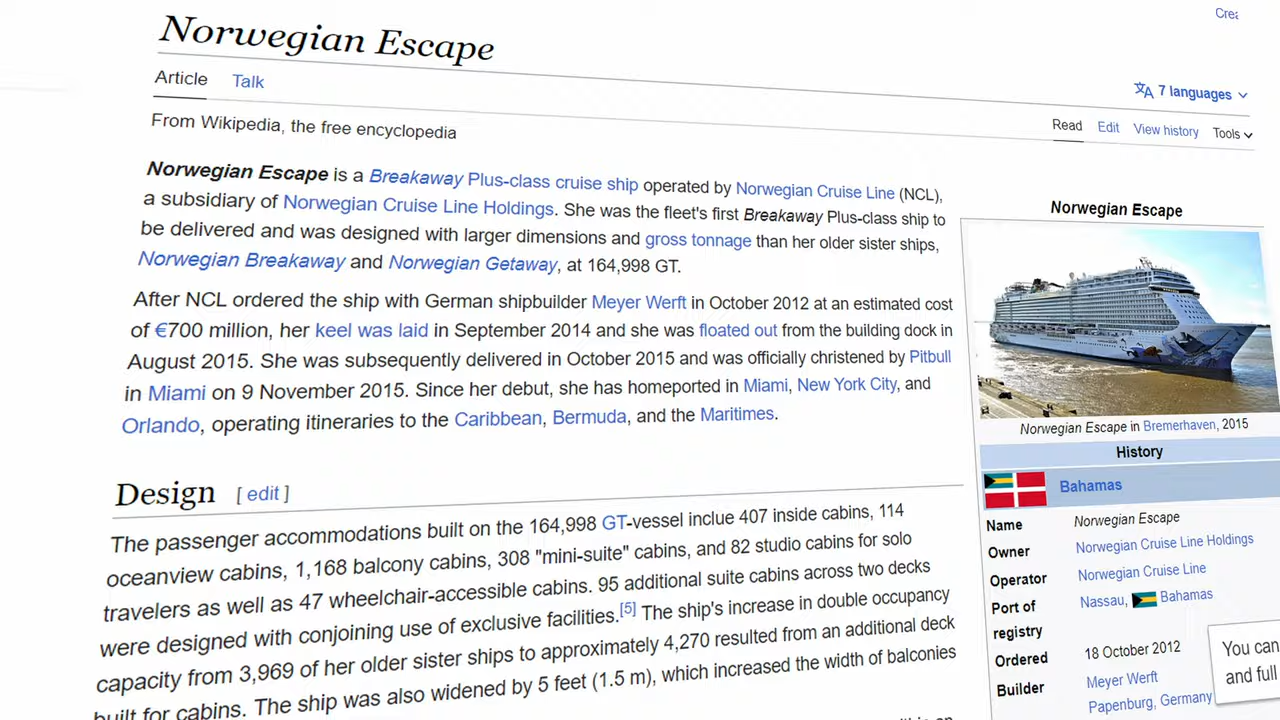 Norwegian Escape
Article Talk
7 languages
Read Edit View history Tools
From Wikipedia, the free encyclopedia
Norwegian Escape is a Breakaway Plus-class cruise ship operated by Norwegian Cruise Line (NCL),
a subsidiary of Norwegian Cruise Line Holdings. She was the fleet's first Breakaway Plus-class ship to
be delivered and was designed with larger dimensions and gross tonnage than her older sister ships,
Norwegian Breakaway and Norwegian Getaway, at 164,998 GT.
After NCL ordered the ship with German shipbuilder Meyer Werft in October 2012 at an estimated cost
of €700 million, her keel was laid in September 2014 and she was floated out from the building dock in
August 2015. She was subsequently delivered in October 2015 and was officially christened by Pitbull
in Miami on 9 November 2015. Since her debut, she has homeported in Miami, New York City, and
Orlando, operating itineraries to the Caribbean, Bermuda, and the Maritimes.
Design [ edit ]
The passenger accommodations built on the 164,998 GT-vessel inclue 407 inside cabins, 114
oceanview cabins, 1,168 balcony cabins, 308 "mini-suite" cabins, and 82 studio cabins for solo
travelers as well as 47 wheelchair-accessible cabins. 95 additional suite cabins across two decks
were designed with conjoining use of exclusive facilities.[5] The ship's increase in double occupancy
capacity from 3,969 of her older sister ships to approximately 4,270 resulted from an additional deck
built for cabins. The ship was also widened by 5 feet (1.5 m), which increased the width of balconies
Norwegian Escape
Norwegian Escape in Bremerhaven, 2015
History
Bahamas
Name Norwegian Escape
Owner Norwegian Cruise Line Holdings
Operator Norwegian Cruise Line
Port of Nassau, Bahamas
registry
Ordered 18 October 2012
Builder Meyer Werft
Papenburg, Germany
You can
and full